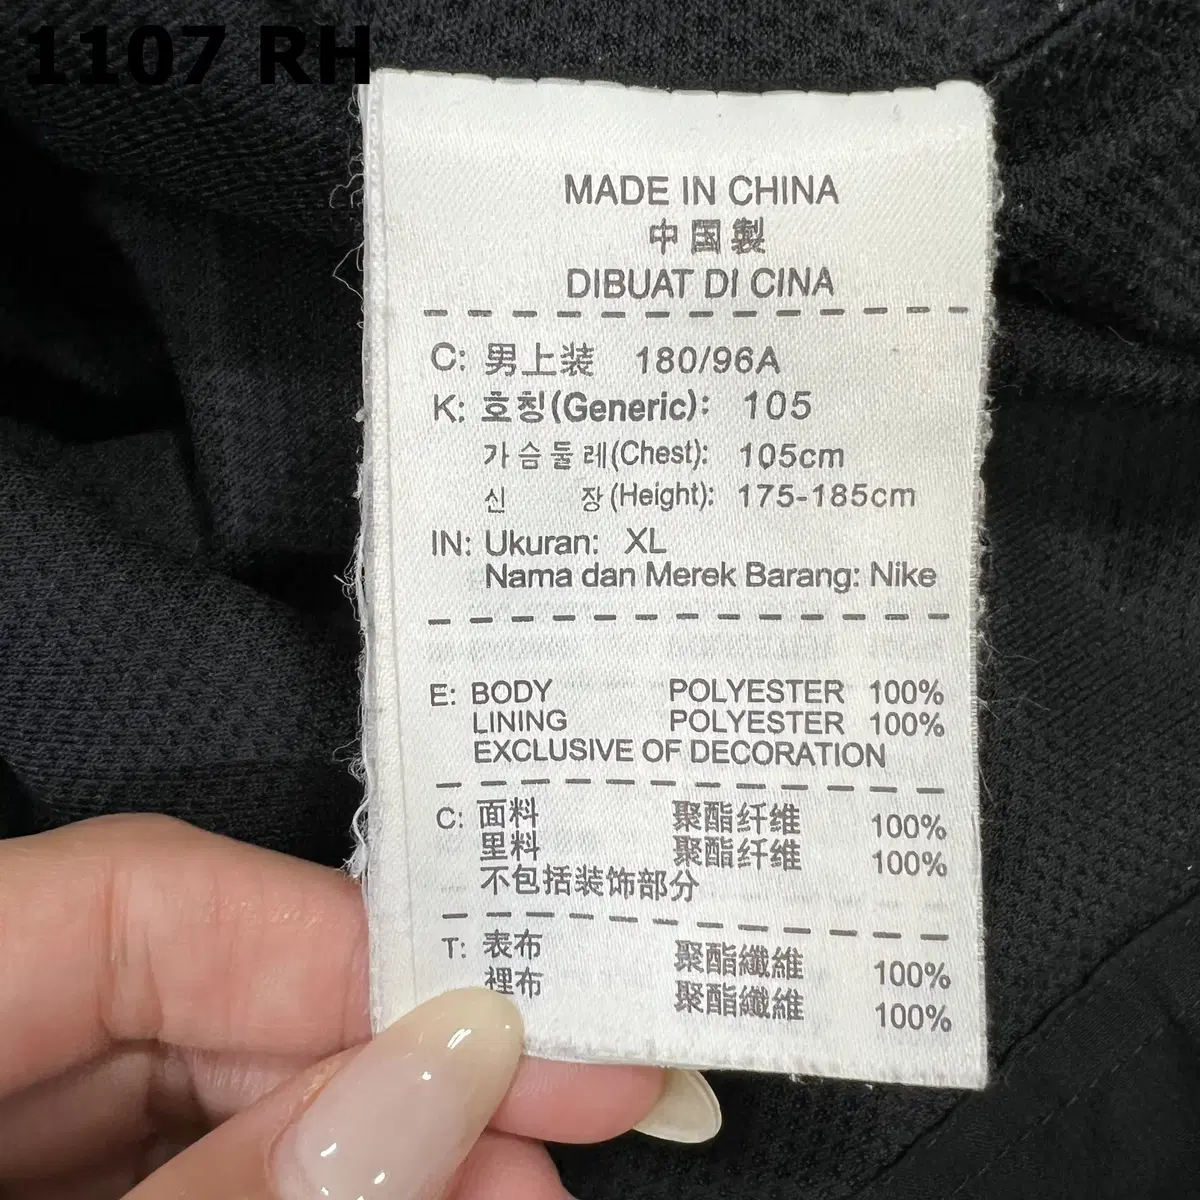 1107 RH
MADE IN CHINA
中国製
DIBUAT DI CINA
C: 男上装 180/96A
K: 호칭(Generic): 105
가슴둘레(Chest): 105cm
신 장(Height): 175-185cm
IN: Ukuran: XL
Nama dan Merek Barang: Nike
E: BODY POLYESTER 100%
LINING POLYESTER 100%
EXCLUSIVE OF DECORATION
C: 面料 聚酯纤维 100%
里料 聚酯纤维 100%
不包括装饰部分
T: 表布 聚酯纖維 100%
裡布 聚酯纖維 100%